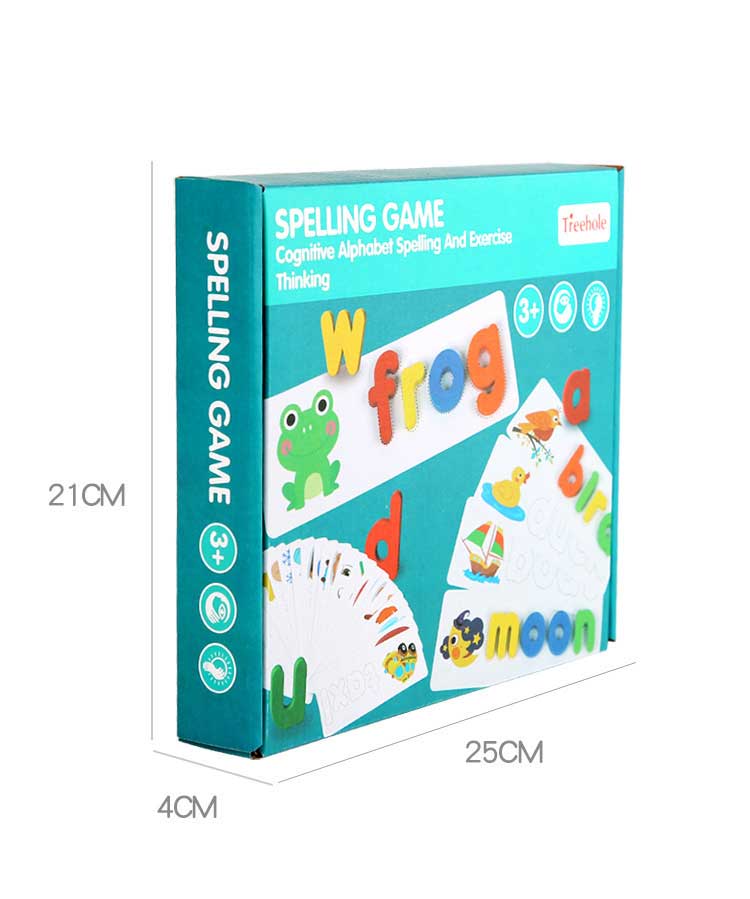 SPELLING GAME
Cognitive Alphabet Spelling And Exercise
Thinking
Treehole
3+
w
frog
a
bird
d
moon
u
taxi
SPELLING GAME
3+
21CM
25CM
4CM